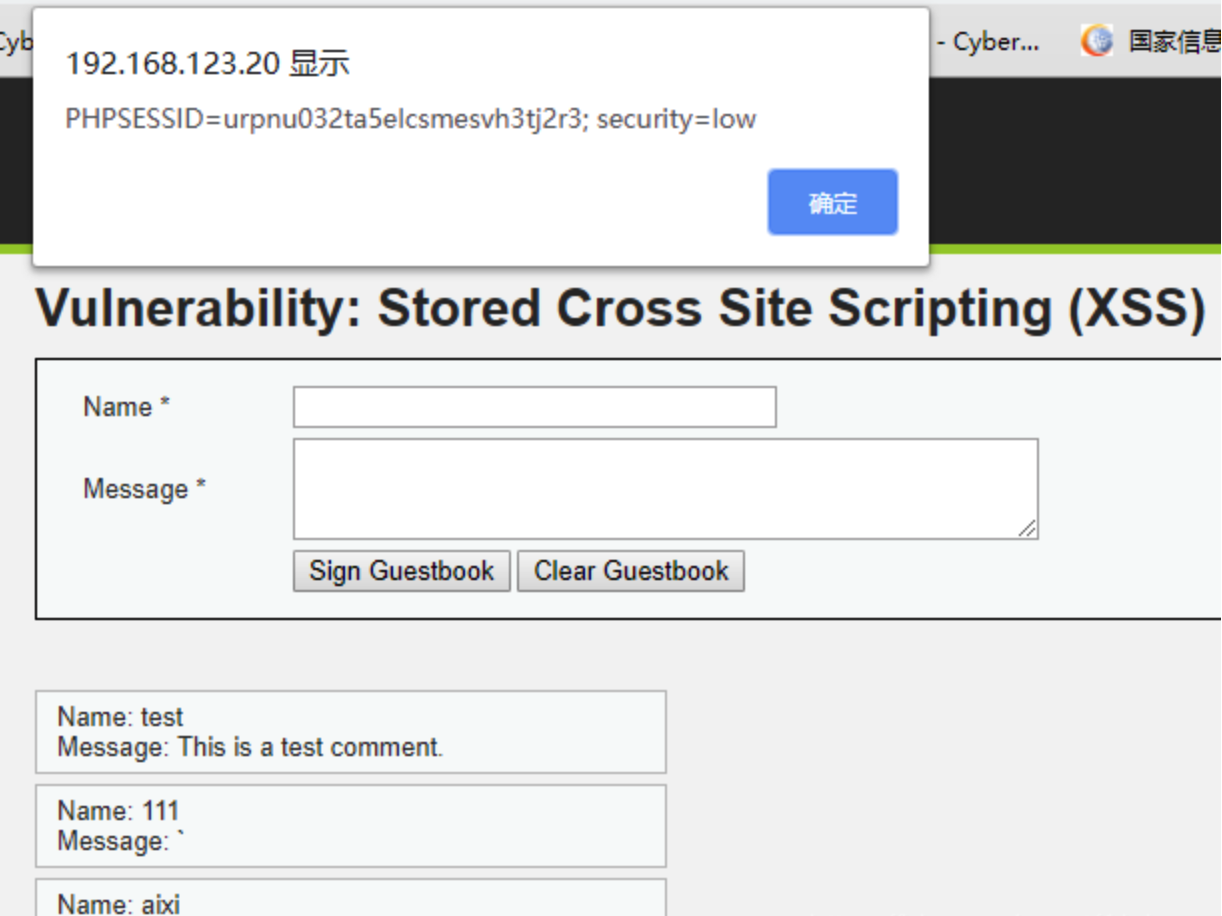 Cyb
- Cyber...
国家信息
192.168.123.20 显示
PHPSESSID=urpnu032ta5elcsmesvh3tj2r3; security=low
确定
Vulnerability: Stored Cross Site Scripting (XSS)
Name *
Message *
Sign Guestbook Clear Guestbook
Name: test
Message: This is a test comment.
Name: 111
Message: `
Name: aixi